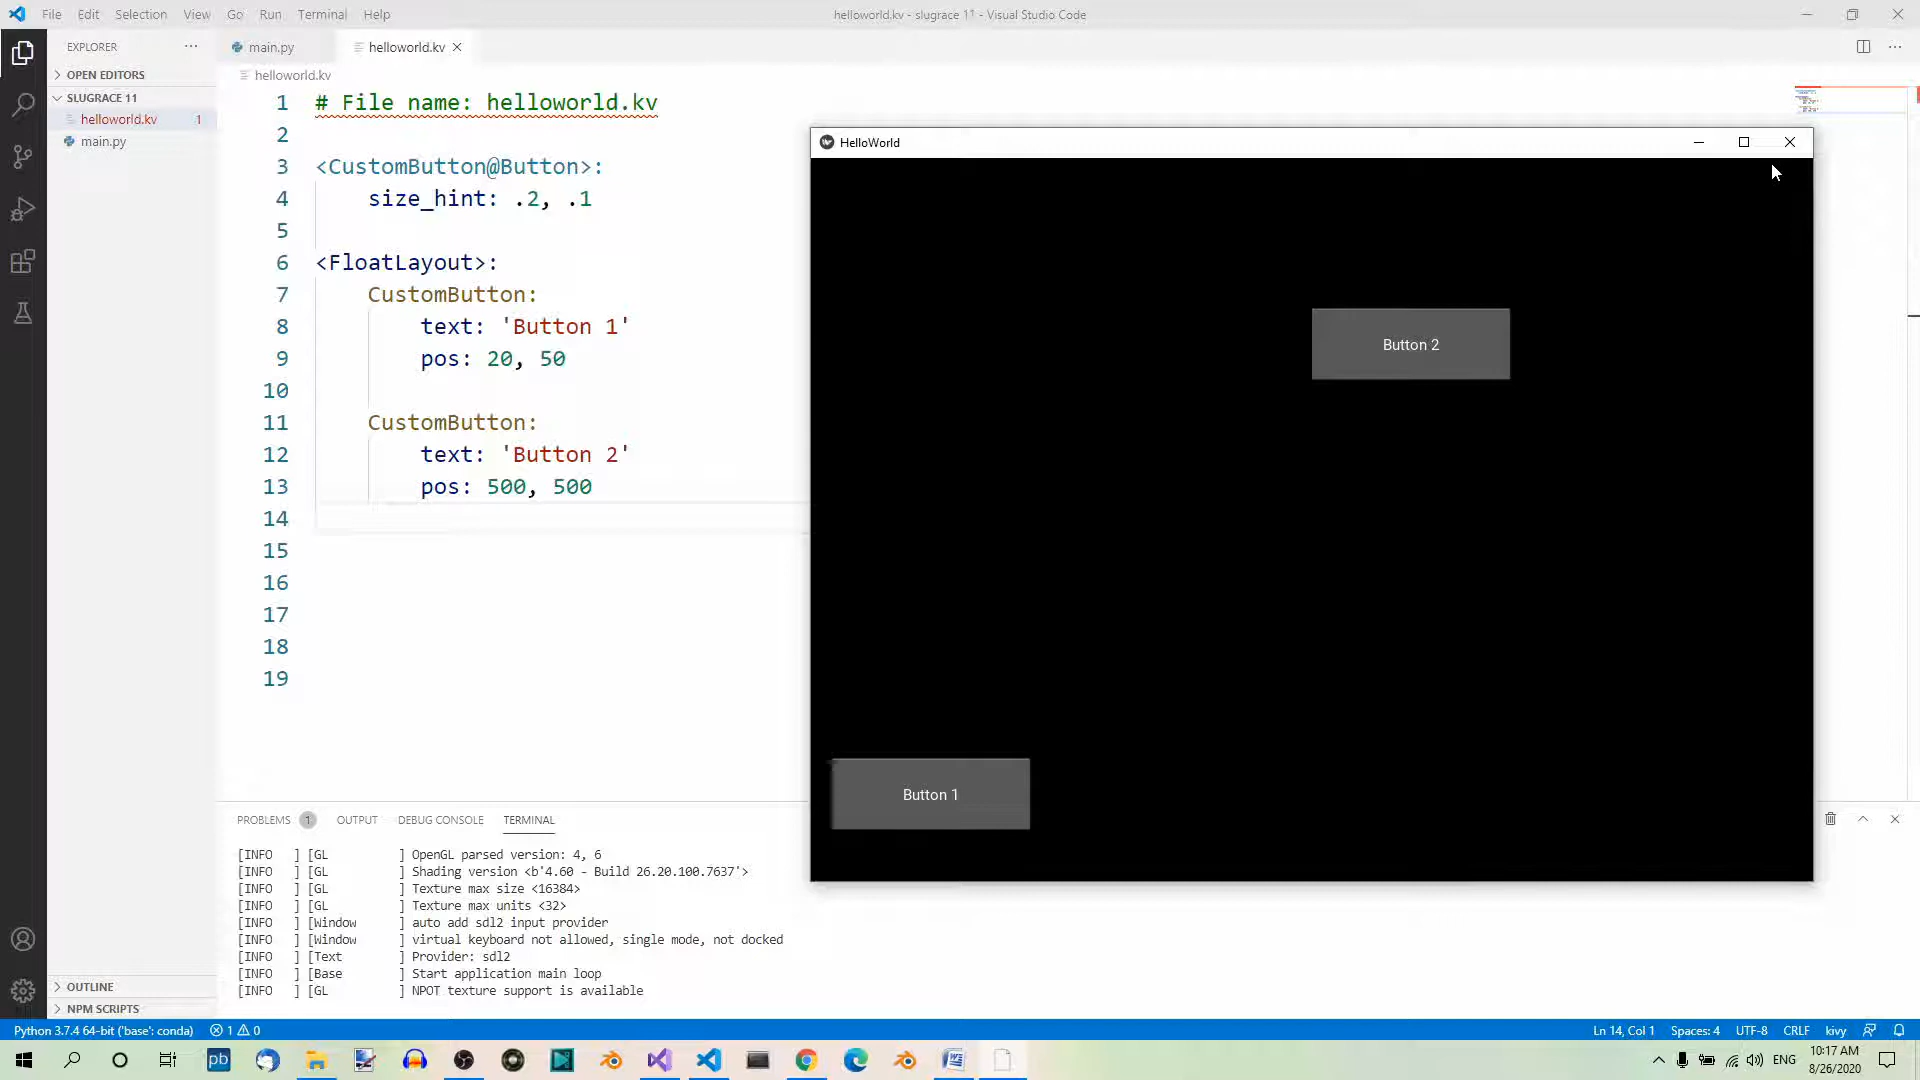 File Edit Selection View Go Run Terminal Help
helloworld.kv - slugrace 11 - Visual Studio Code
EXPLORER
OPEN EDITORS
SLUGRACE 11
helloworld.kv 1
main.py
main.py
helloworld.kv
helloworld.kv
1 # File name: helloworld.kv
2
3 <CustomButton@Button>:
4 size_hint: .2, .1
5
6 <FloatLayout>:
7 CustomButton:
8 text: 'Button 1'
9 pos: 20, 50
10
11 CustomButton:
12 text: 'Button 2'
13 pos: 500, 500
14
15
16
17
18
19
HelloWorld
Button 2
Button 1
PROBLEMS 1 OUTPUT DEBUG CONSOLE TERMINAL
[INFO ] [GL ] OpenGL parsed version: 4, 6
[INFO ] [GL ] Shading version <b'4.60 - Build 26.20.100.7637'>
[INFO ] [GL ] Texture max size <16384>
[INFO ] [GL ] Texture max units <32>
[INFO ] [Window ] auto add sdl2 input provider
[INFO ] [Window ] virtual keyboard not allowed, single mode, not docked
[INFO ] [Text ] Provider: sdl2
[INFO ] [Base ] Start application main loop
[INFO ] [GL ] NPOT texture support is available
OUTLINE
NPM SCRIPTS
Python 3.7.4 64-bit ('base': conda) 1 0
Ln 14, Col 1 Spaces: 4 UTF-8 CRLF kivy
pb
ENG
10:17 AM
8/26/2020